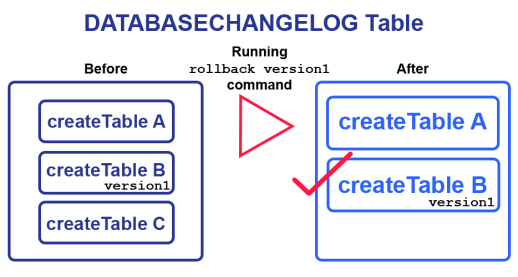 DATABASECHANGELOG Table
Running
rollback version1
command
Before
createTable A
createTable B
version1
createTable C
After
createTable A
createTable B
version1